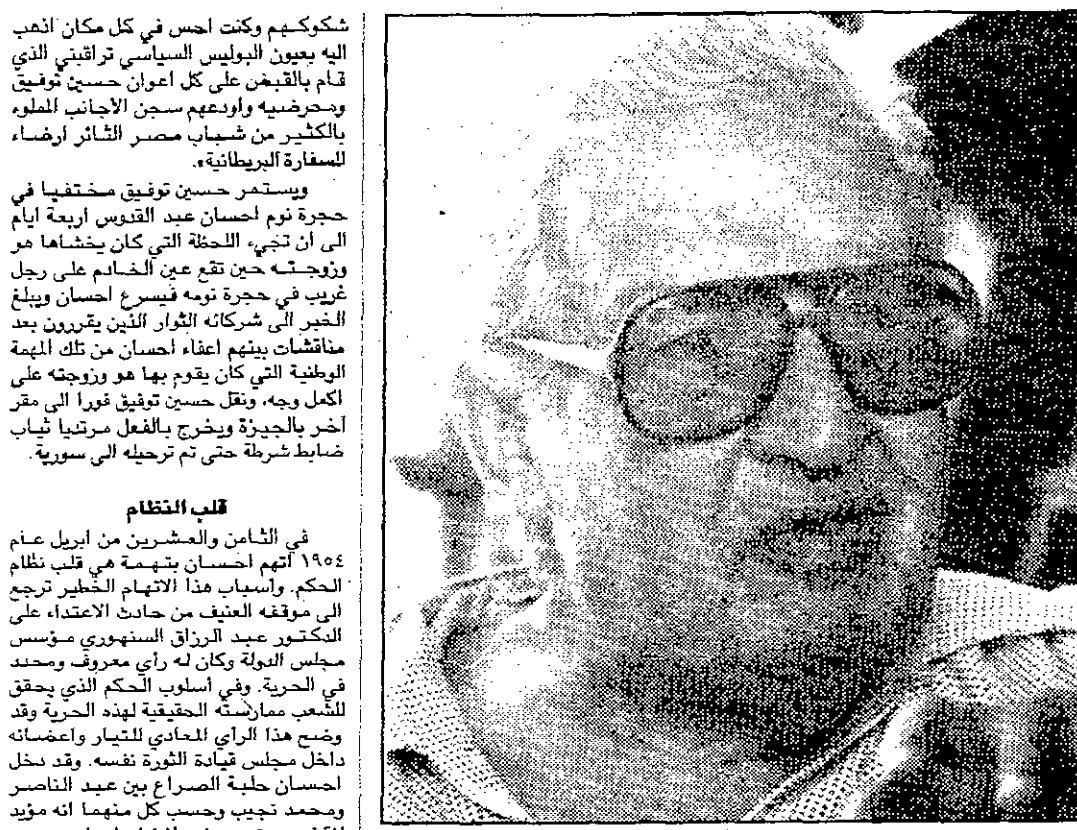 شكوكهم وكنت احس في كل مكان اذهب
اليه بعيون البوليس السياسي تراقبني الذي
قام بالقبض على كل اعوان حسين توفيق
ومحرضيه واودعهم سجن الأجانب المملوء
بالكثير من شباب مصر الثائر ارضاء
للسفارة البريطانية».
ويستمر حسين توفيق مختفيا في
حجرة نوم احسان عبد القدوس اربعة ايام
الى أن تجيء اللحظة التي كان يخشاها هو
وزوجته حين تقع عين الخادم على رجل
غريب في حجرة نومه فيسرع احسان ويبلغ
الخبر الى شركائه الثوار الذين يقررون بعد
مناقشات بينهم اعفاء احسان من تلك المهمة
الوطنية التي كان يقوم بها هو وزوجته على
اكمل وجه، ونقل حسين توفيق فورا الى مقر
آخر بالجيزة ويخرج بالفعل مرتديا ثياب
ضابط شرطة حتى تم ترحيله الى سورية.
قلب النظام
في الثامن والعشرين من ابريل عام
١٩٥٤ اتهم احسان بتهمة هي قلب نظام
الحكم. وأسباب هذا الاتهام الخطير ترجع
الى موقفه العنيف من حادث الاعتداء على
الدكتور عبد الرزاق السنهوري مؤسس
مجلس الدولة وكان له رأي معروف ومحدد
في الحرية. وفي أسلوب الحكم الذي يحقق
للشعب ممارسته الحقيقية لهذه الحرية وقد
وضح هذا الرأي المعادي للتيار واعضائه
داخل مجلس قيادة الثورة نفسه. وقد دخل
احسان حلبة الصراع بين عبد الناصر
ومحمد نجيب وحسب كل منهما انه مؤيد